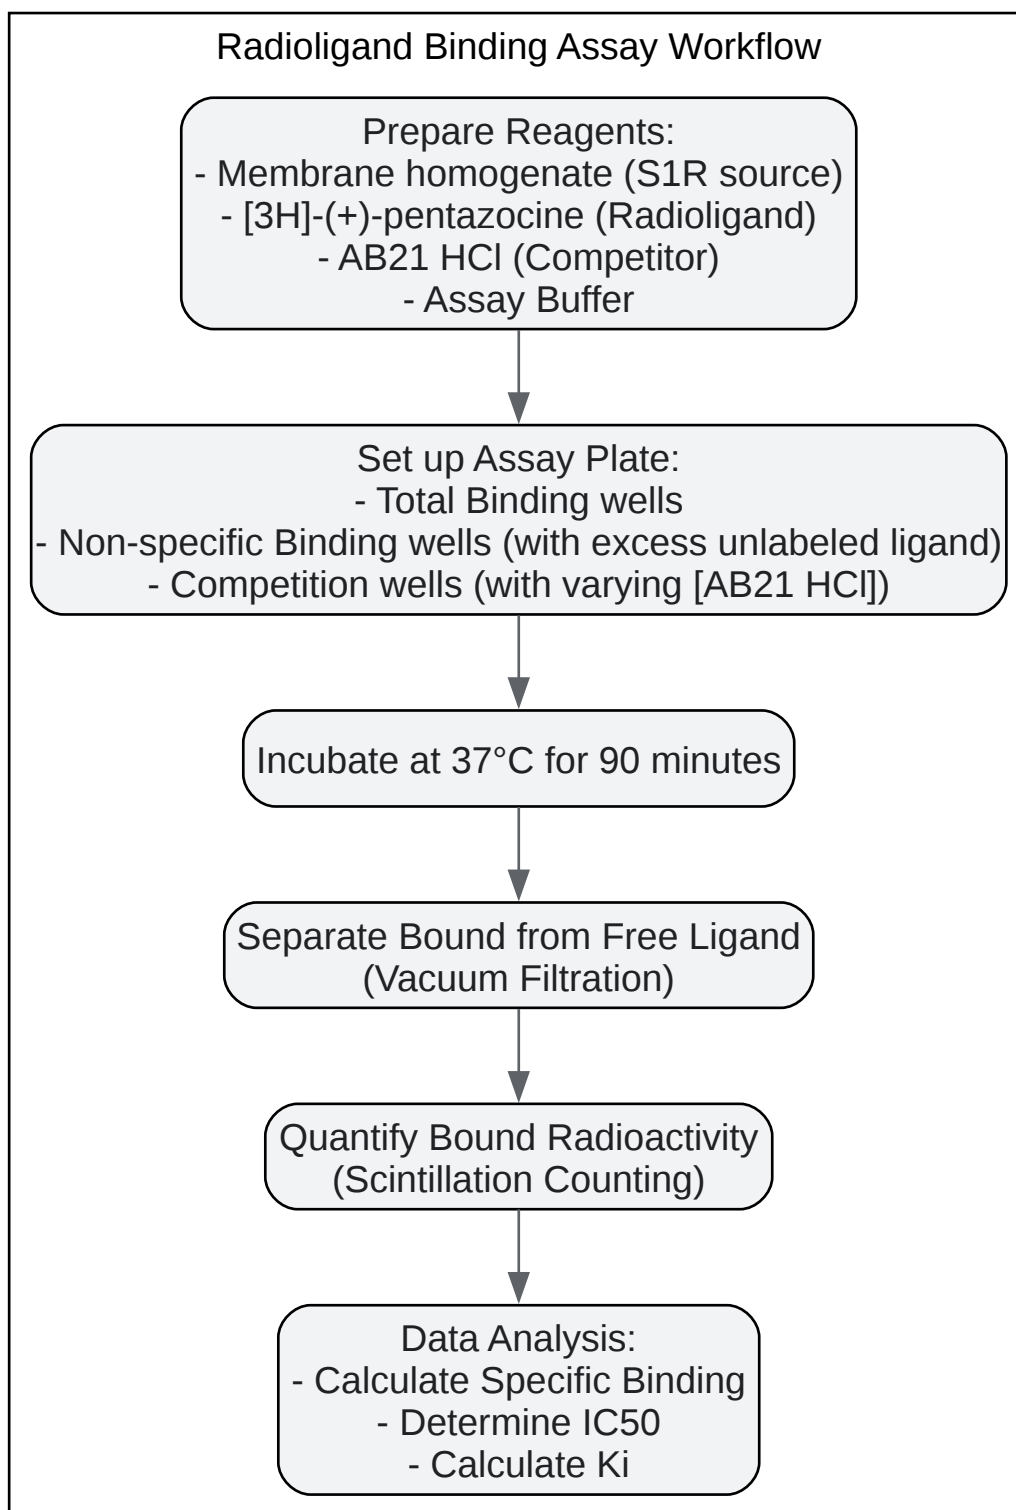 Radioligand Binding Assay Workflow
Prepare Reagents:
- Membrane homogenate (S1R source)
- [3H]-(+)-pentazocine (Radioligand)
- AB21 HCl (Competitor)
- Assay Buffer
Set up Assay Plate:
- Total Binding wells
- Non-specific Binding wells (with excess unlabeled ligand)
- Competition wells (with varying [AB21 HCl])
Incubate at 37°C for 90 minutes
Separate Bound from Free Ligand
(Vacuum Filtration)
Quantify Bound Radioactivity
(Scintillation Counting)
Data Analysis:
- Calculate Specific Binding
- Determine IC50
- Calculate Ki